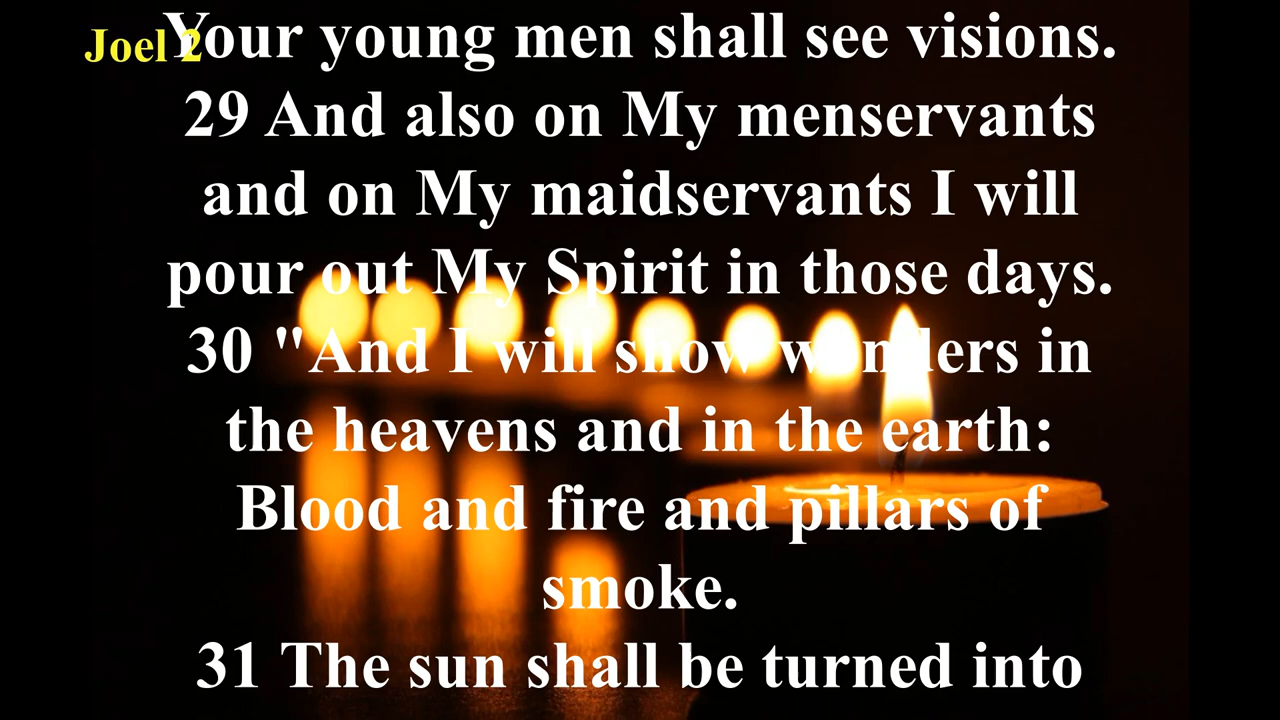 Joel 2
Your young men shall see visions.
29 And also on My menservants
and on My maidservants I will
pour out My Spirit in those days.
30 "And I will show wonders in
the heavens and in the earth:
Blood and fire and pillars of
smoke.
31 The sun shall be turned into